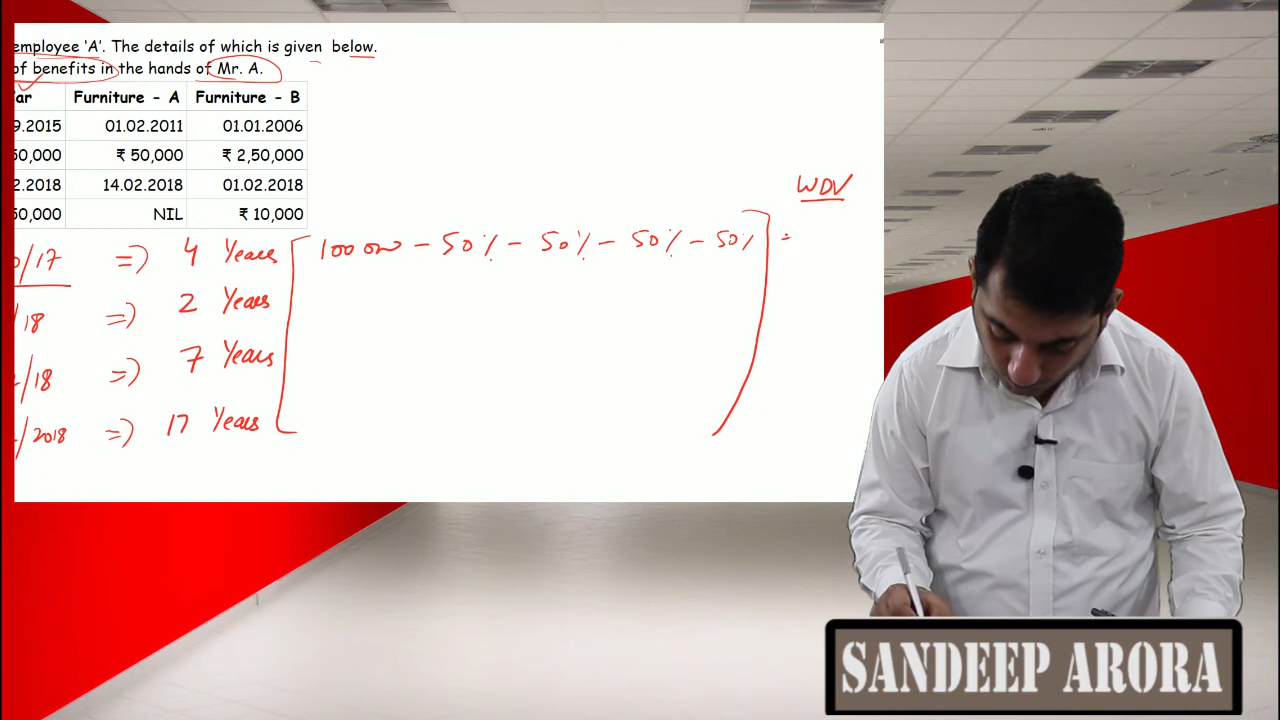 employee ‘A’. The details of which is given below.
of benefits in the hands of Mr. A.
ar Furniture - A Furniture - B
9.2015 01.02.2011 01.01.2006
50,000 ₹ 50,000 ₹ 2,50,000
2.2018 14.02.2018 01.02.2018
50,000 NIL ₹ 10,000
WDV
0/17 => 4 Years [ 100 000 - 50% - 50% - 50% - 50% ] =
/18 => 2 Years
/18 => 7 Years
/2018 => 17 Years
SANDEEP ARORA